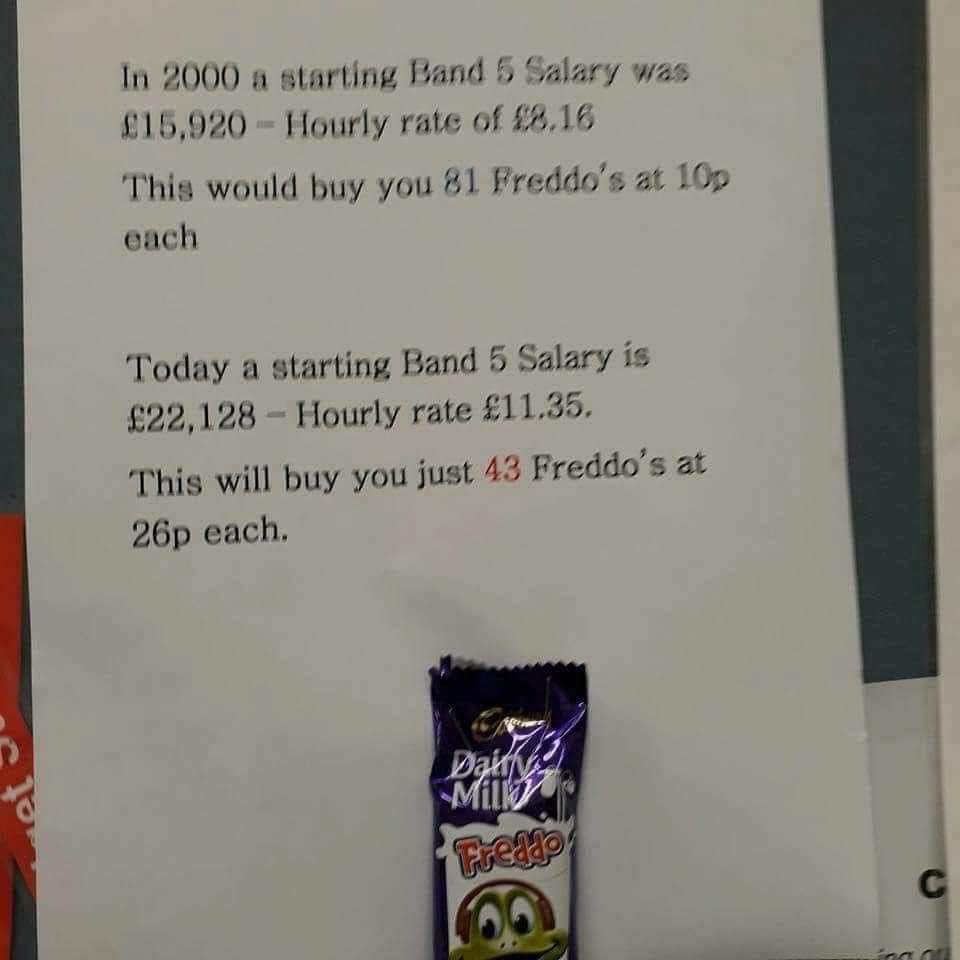 In 2000 a starting Band 5 Salary was
£15,920 – Hourly rate of £8.16
This would buy you 81 Freddo's at 10p
each
Today a starting Band 5 Salary is
£22,128 – Hourly rate £11.35.
This will buy you just 43 Freddo's at
26p each.
Dairy
Milk
Freddo
C